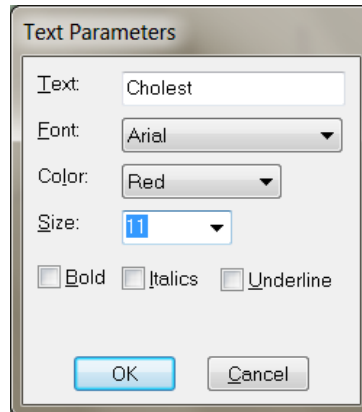 Text Parameters
Text: Cholest
Font: Arial
Color: Red
Size: 11
Bold Italics Underline
OK Cancel